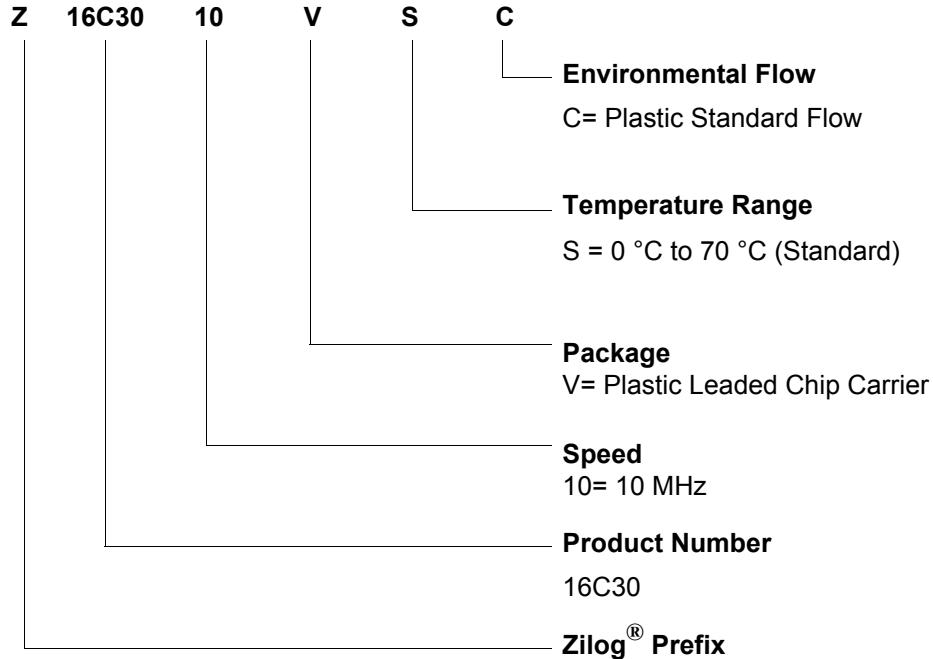 Z 16C30 10 V S C
Environmental Flow
C= Plastic Standard Flow
Temperature Range
S = 0 °C to 70 °C (Standard)
Package
V= Plastic Leaded Chip Carrier
Speed
10= 10 MHz
Product Number
16C30
Zilog® Prefix